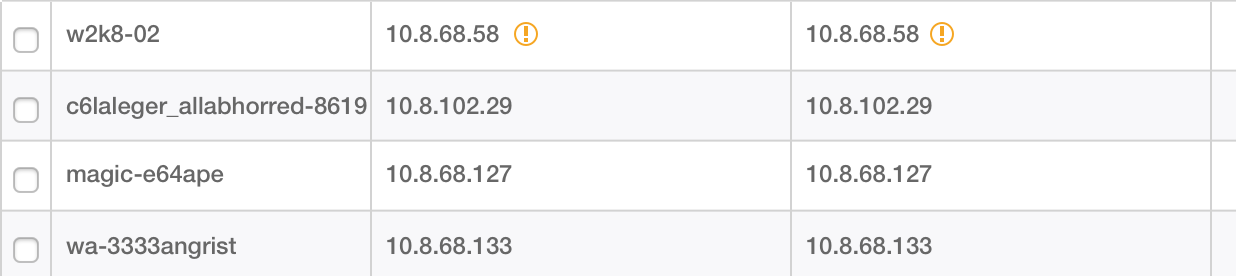 w2k8-02 10.8.68.58 10.8.68.58
c6laleger_allabhorred-8619 10.8.102.29 10.8.102.29
magic-e64ape 10.8.68.127 10.8.68.127
wa-3333angrist 10.8.68.133 10.8.68.133